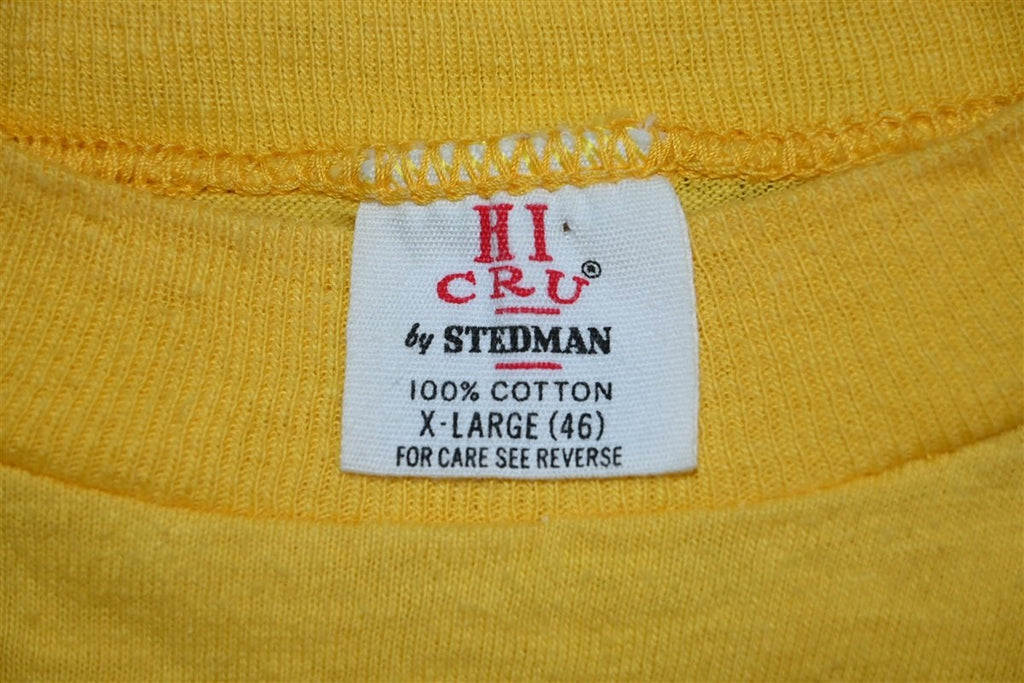 HI
CRU®
by STEDMAN
100% COTTON
X-LARGE (46)
FOR CARE SEE REVERSE